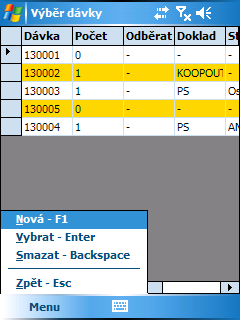 Výběr dávky
Dávka Počet Odběrat Doklad
130001 0 - - -
130002 1 - KOOPOUT -
130003 1 - PS Os
130005 0 - - -
130004 1 - PS AN
Nová - F1
Vybrat - Enter
Smazat - Backspace
Zpět - Esc
Menu